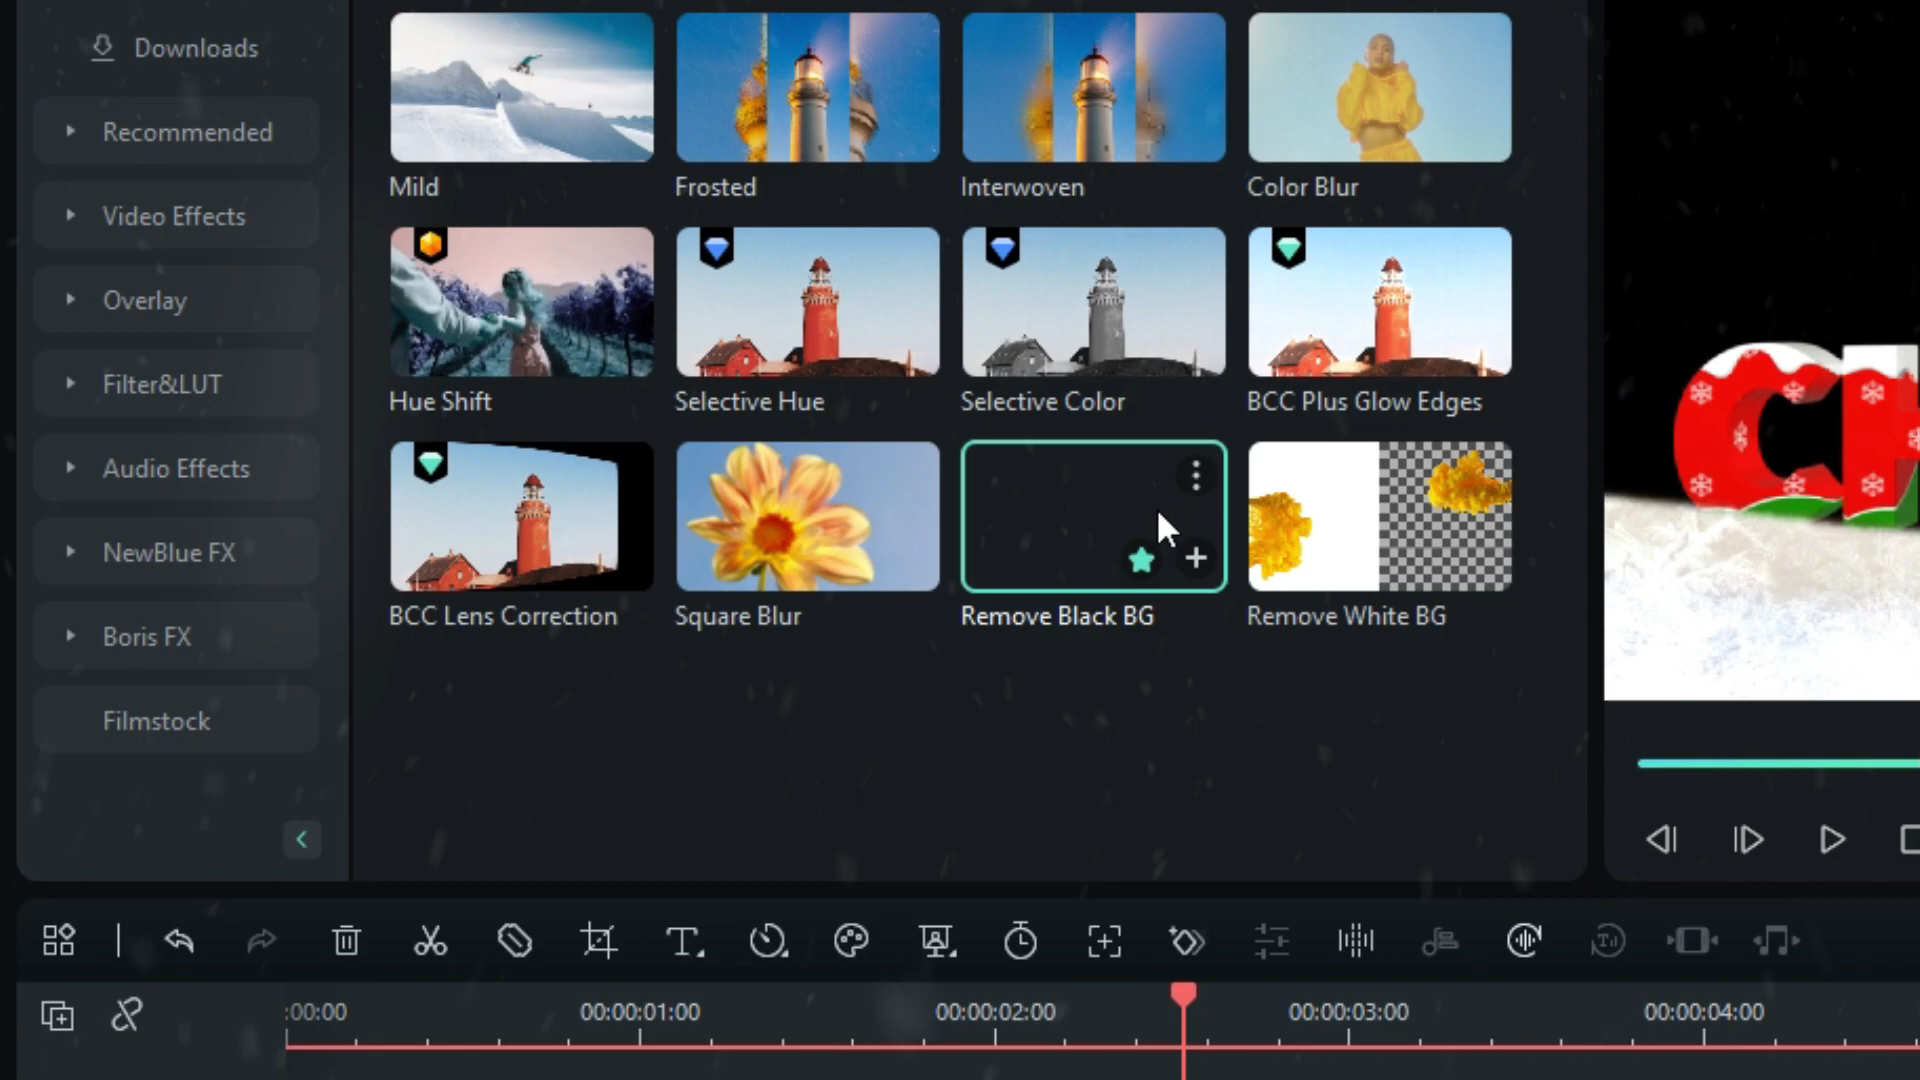 Downloads
Recommended
Video Effects
Overlay
Filter&LUT
Audio Effects
NewBlue FX
Boris FX
Filmstock
Mild
Frosted
Interwoven
Color Blur
Hue Shift
Selective Hue
Selective Color
BCC Plus Glow Edges
BCC Lens Correction
Square Blur
Remove Black BG
Remove White BG
:00:00
00:00:01:00
00:00:02:00
00:00:03:00
00:00:04:00